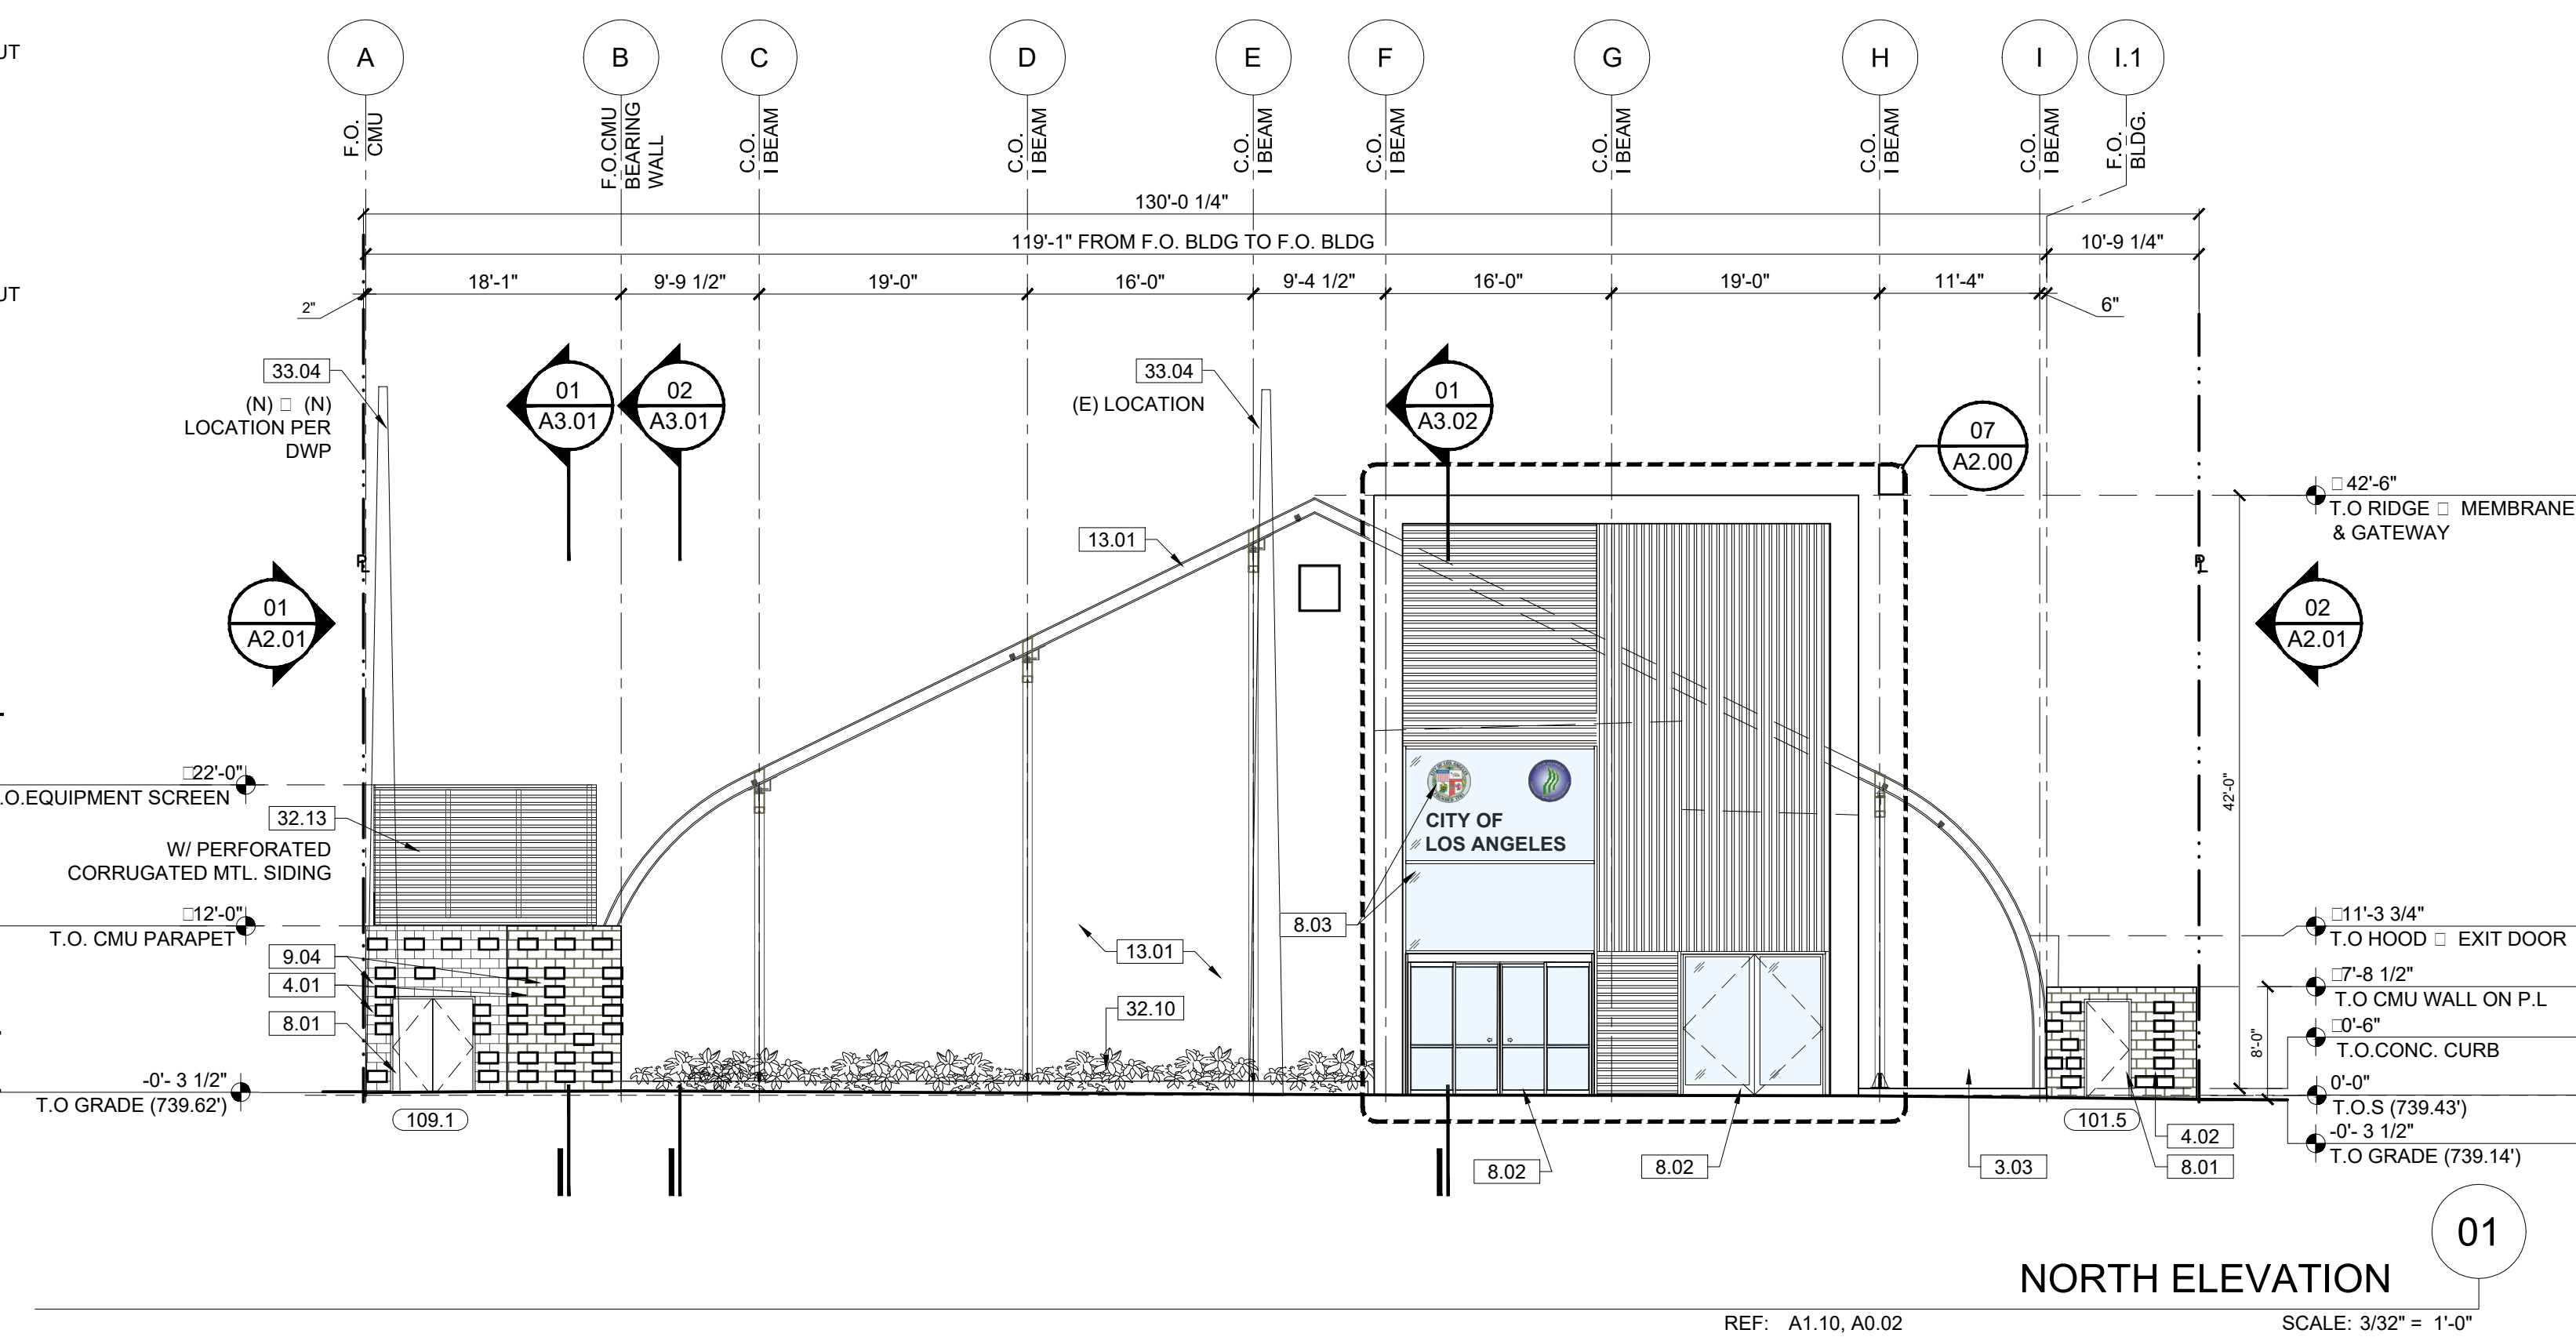 UT
UT
A
B
C
D
E
F
G
H
I
I.1
F.O.
CMU
F.O.CMU
BEARING
WALL
C.O.
I BEAM
C.O.
I BEAM
C.O.
I BEAM
C.O.
I BEAM
C.O.
I BEAM
C.O.
I BEAM
C.O.
I BEAM
F.O.
BLDG.
130'-0 1/4"
119'-1" FROM F.O. BLDG TO F.O. BLDG
10'-9 1/4"
18'-1"
9'-9 1/2"
19'-0"
16'-0"
9'-4 1/2"
16'-0"
19'-0"
11'-4"
2"
6"
33.04
(N) □ (N)
LOCATION PER
DWP
01
A3.01
02
A3.01
33.04
(E) LOCATION
01
A3.02
07
A2.00
□ 42'-6"
T.O RIDGE □ MEMBRANE
& GATEWAY
13.01
PL
PL
01
A2.01
02
A2.01
□22'-0"
.O.EQUIPMENT SCREEN
32.13
W/ PERFORATED
CORRUGATED MTL. SIDING
42'-0"
CITY OF
LOS ANGELES
□12'-0"
T.O. CMU PARAPET
8.03
□11'-3 3/4"
T.O HOOD □ EXIT DOOR
9.04
4.01
8.01
13.01
32.10
□7'-8 1/2"
T.O CMU WALL ON P.L
□0'-6"
T.O.CONC. CURB
8'-0"
-0'- 3 1/2"
T.O GRADE (739.62')
0'-0"
T.O.S (739.43')
-0'- 3 1/2"
T.O GRADE (739.14')
109.1
101.5
4.02
8.01
8.02
8.02
3.03
01
NORTH ELEVATION
REF: A1.10, A0.02
SCALE: 3/32" = 1'-0"